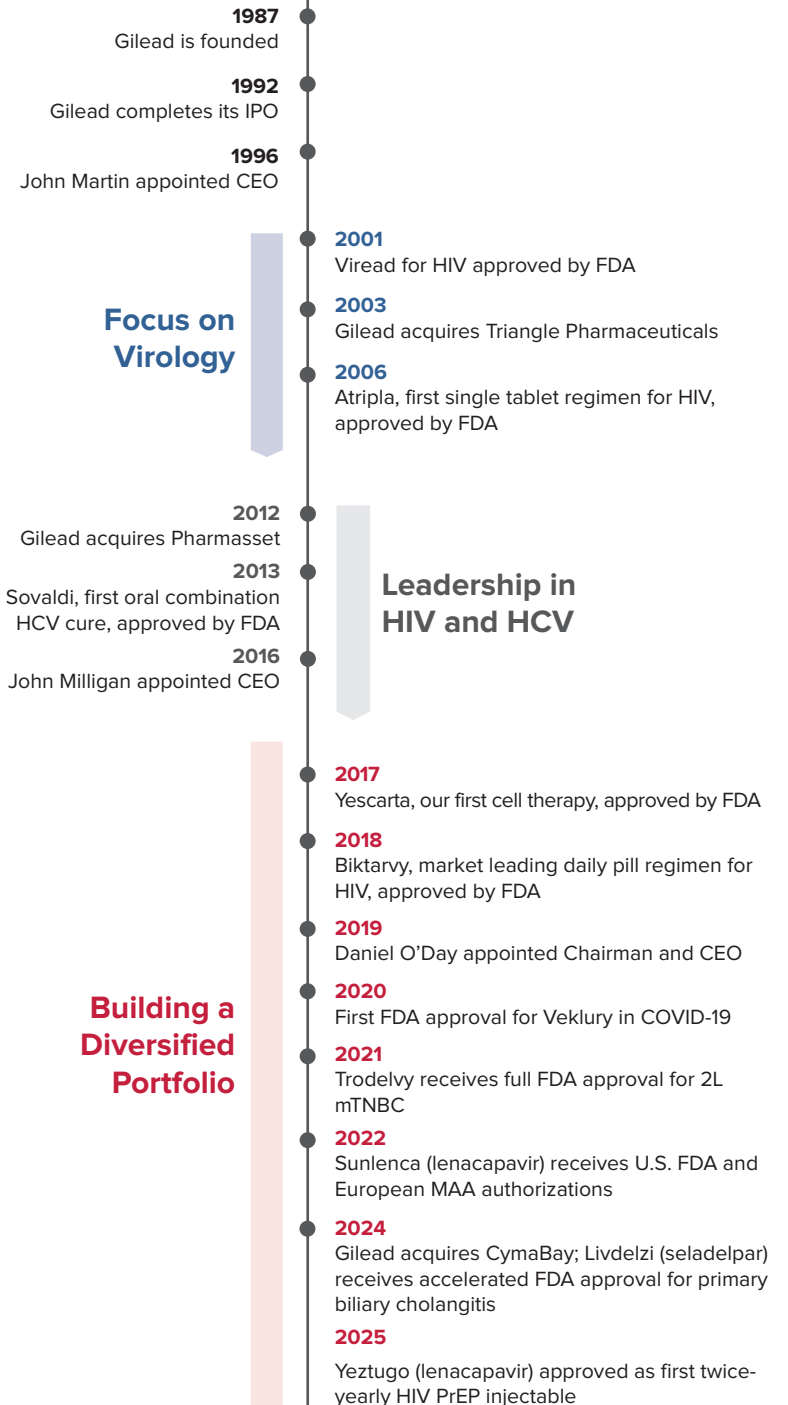 1987
Gilead is founded
1992
Gilead completes its IPO
1996
John Martin appointed CEO
Focus on
Virology
2001
Viread for HIV approved by FDA
2003
Gilead acquires Triangle Pharmaceuticals
2006
Atripla, first single tablet regimen for HIV,
approved by FDA
2012
Gilead acquires Pharmasset
2013
Sovaldi, first oral combination
HCV cure, approved by FDA
2016
John Milligan appointed CEO
Leadership in
HIV and HCV
Building a
Diversified
Portfolio
2017
Yescarta, our first cell therapy, approved by FDA
2018
Biktarvy, market leading daily pill regimen for
HIV, approved by FDA
2019
Daniel O’Day appointed Chairman and CEO
2020
First FDA approval for Veklury in COVID-19
2021
Trodelvy receives full FDA approval for 2L
mTNBC
2022
Sunlenca (lenacapavir) receives U.S. FDA and
European MAA authorizations
2024
Gilead acquires CymaBay; Livdelzi (seladelpar)
receives accelerated FDA approval for primary
biliary cholangitis
2025
Yeztugo (lenacapavir) approved as first twice-
yearly HIV PrEP injectable